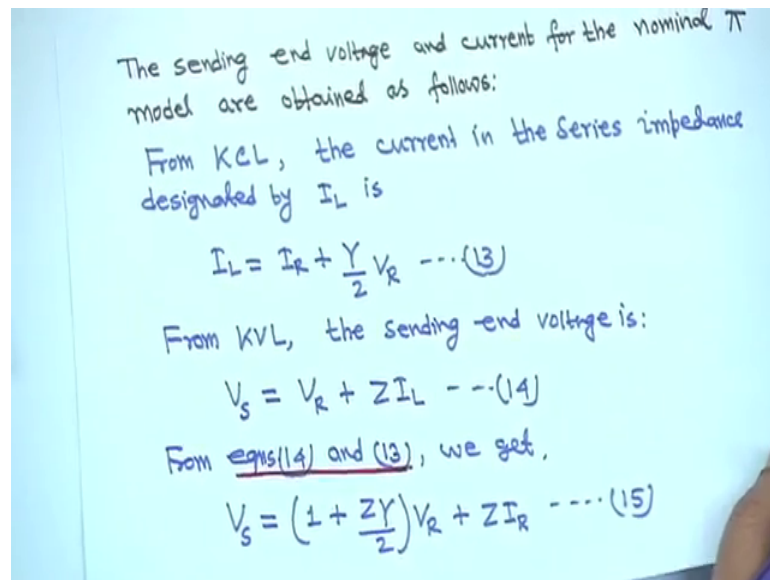 The sending end voltage and current for the nominal π
model are obtained as follows:
From KCL, the current in the Series impedance
designated by I_L is
I_L = I_R + Y/2 V_R ---(13)
From KVL, the sending-end voltage is:
V_S = V_R + Z I_L ---(14)
From eqns(14) and (13), we get,
V_S = (1 + ZY/2) V_R + Z I_R ----(15)